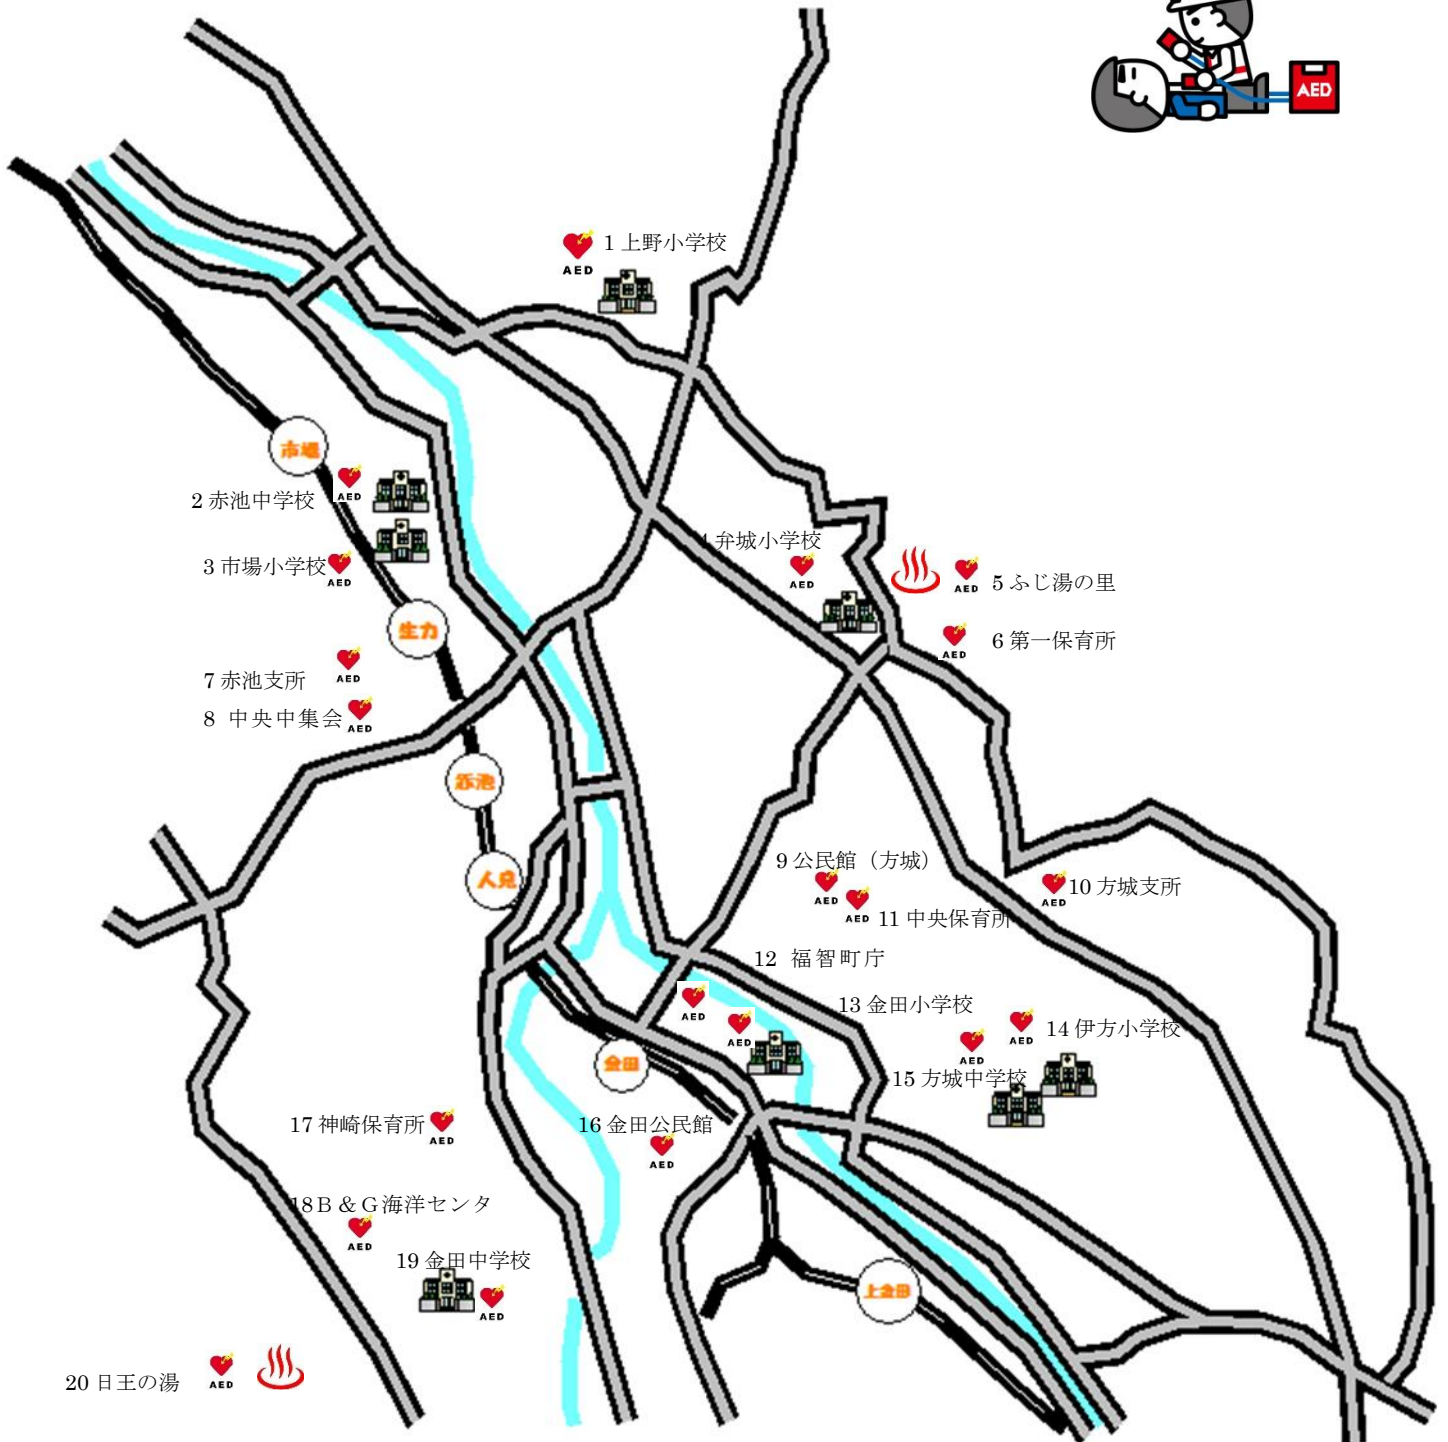 AED
1 上野小学校
AED
市場
2 赤池中学校
AED
3 市場小学校
AED
4 弁城小学校
AED
5 ふじ湯の里
AED
6 第一保育所
AED
生力
7 赤池支所
AED
8 中央中集会
AED
赤池
人見
9 公民館（方城）
AED
10 方城支所
AED
11 中央保育所
AED
12 福智町庁
AED
13 金田小学校
AED
14 伊方小学校
AED
15 方城中学校
AED
金田
16 金田公民館
AED
17 神崎保育所
AED
18B＆G海洋センタ
AED
19 金田中学校
AED
上金田
20 日王の湯
AED